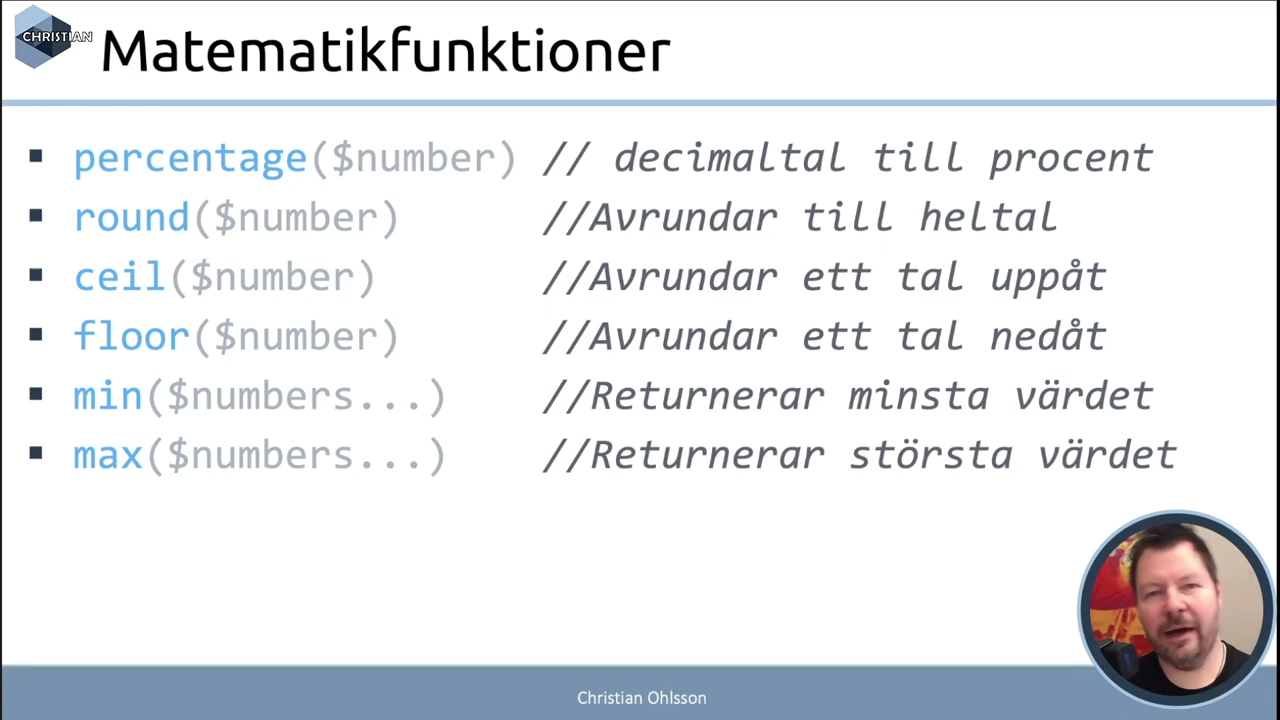 CHRISTIAN
Matematikfunktioner
▪ percentage($number) // decimaltal till procent
▪ round($number) //Avrundar till heltal
▪ ceil($number) //Avrundar ett tal uppåt
▪ floor($number) //Avrundar ett tal nedåt
▪ min($numbers...) //Returnerar minsta värdet
▪ max($numbers...) //Returnerar största värdet
Christian Ohlsson